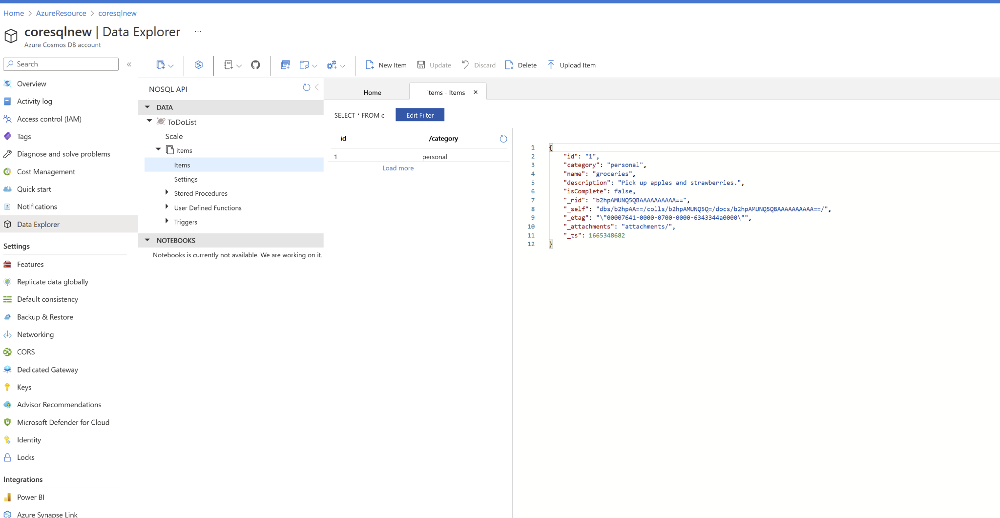 Home > AzureResource > coresqlnew
coresqlnew | Data Explorer ...
Azure Cosmos DB account
Search
«
Overview
Activity log
Access control (IAM)
Tags
Diagnose and solve problems
Cost Management
Quick start
Notifications
Data Explorer
Settings
Features
Replicate data globally
Default consistency
Backup & Restore
Networking
CORS
Dedicated Gateway
Keys
Advisor Recommendations
Microsoft Defender for Cloud
Identity
Locks
Integrations
Power BI
Azure Synapse Link
New Item
Update
Discard
Delete
Upload Item
NOSQL API
DATA
ToDoList
Scale
items
Items
Settings
Stored Procedures
User Defined Functions
Triggers
NOTEBOOKS
Notebooks is currently not available. We are working on it.
Home
items - Items ×
SELECT * FROM c
Edit Filter
id /category
1 personal
Load more
1 {
2 "id": "1",
3 "category": "personal",
4 "name": "groceries",
5 "description": "Pick up apples and strawberries.",
6 "isComplete": false,
7 "_rid": "b2hpAMUNQ5QBAAAAAAAAAA==",
8 "_self": "dbs/b2hpAA==/colls/b2hpAMUNQ5Q=/docs/b2hpAMUNQ5QBAAAAAAAAAA==/",
9 "_etag": "\"00007641-0000-0700-0000-6343344a0000\"",
10 "_attachments": "attachments/",
11 "_ts": 1665348682
12 }